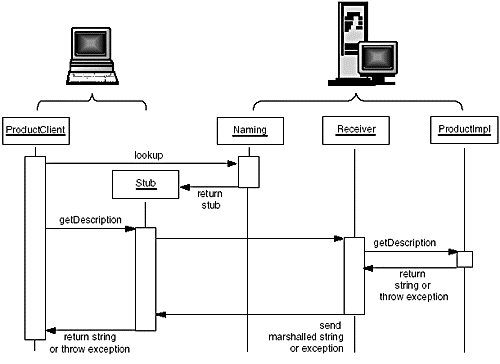 ProductClient
Naming
Receiver
ProductImpl
lookup
Stub
return
stub
getDescription
getDescription
return
string or
throw exception
send
marshalled string
or exception
return string
or throw exception